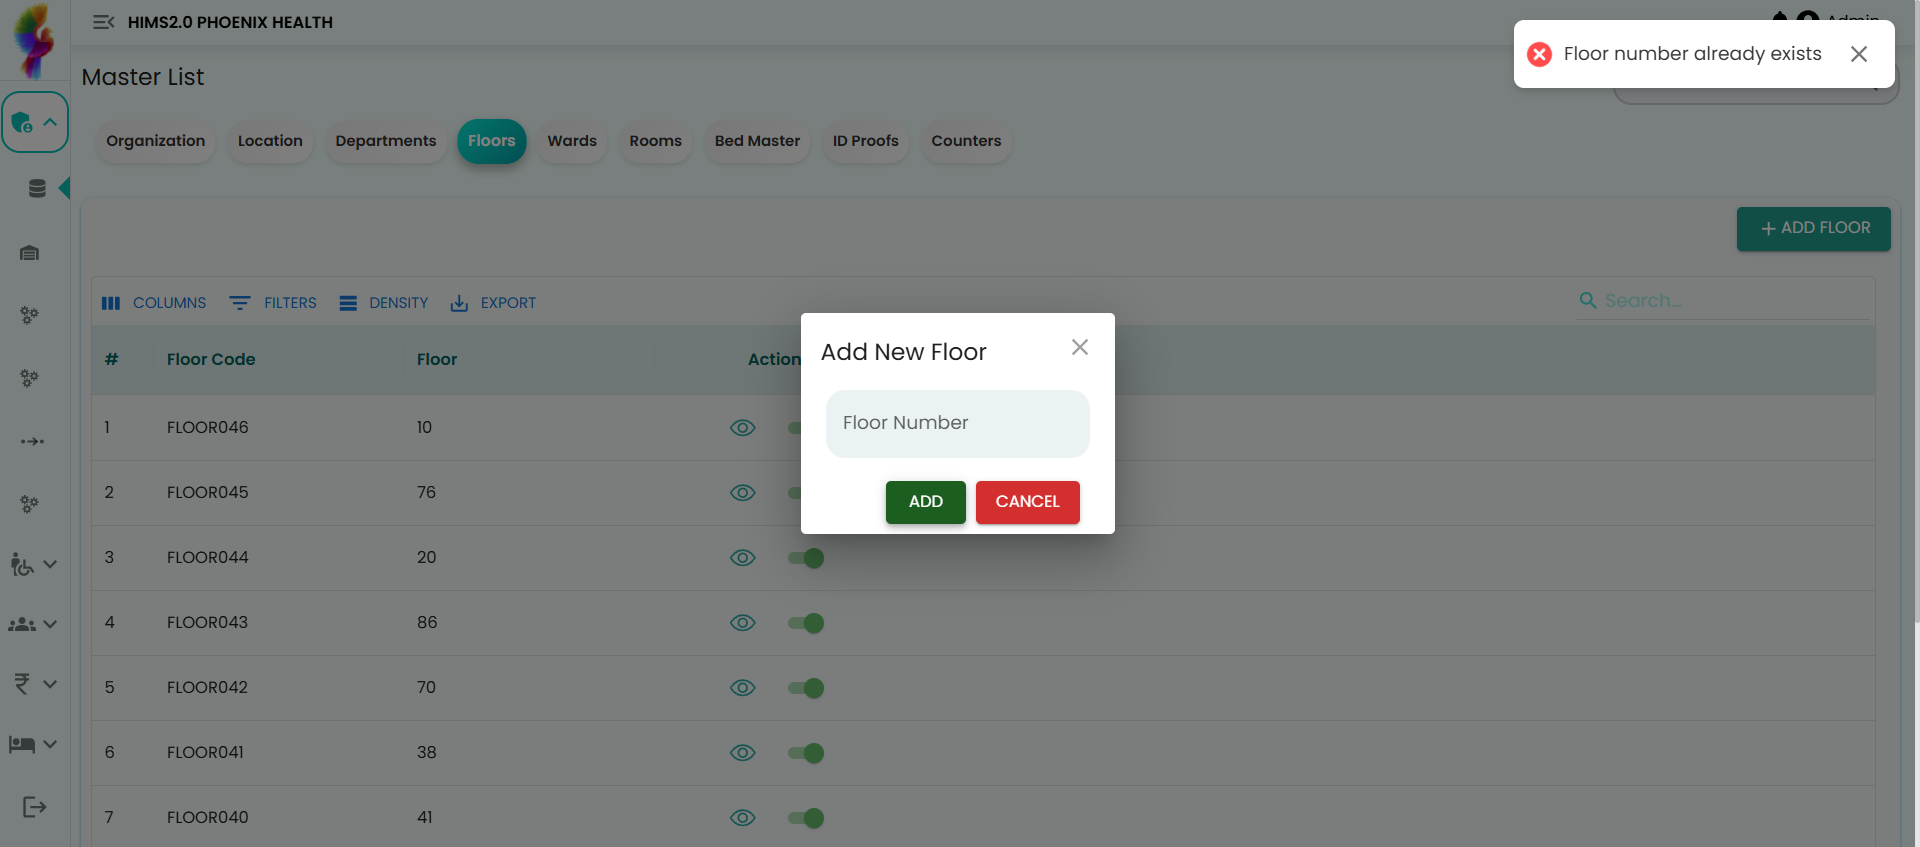 HIMS2.0 PHOENIX HEALTH
Admin
Floor number already exists
Master List
Organization
Location
Departments
Floors
Wards
Rooms
Bed Master
ID Proofs
Counters
ADD FLOOR
COLUMNS
FILTERS
DENSITY
EXPORT
Search...
# Floor Code Floor Action
1 FLOOR046 10
2 FLOOR045 76
3 FLOOR044 20
4 FLOOR043 86
5 FLOOR042 70
6 FLOOR041 38
7 FLOOR040 41
Add New Floor
Floor Number
ADD
CANCEL